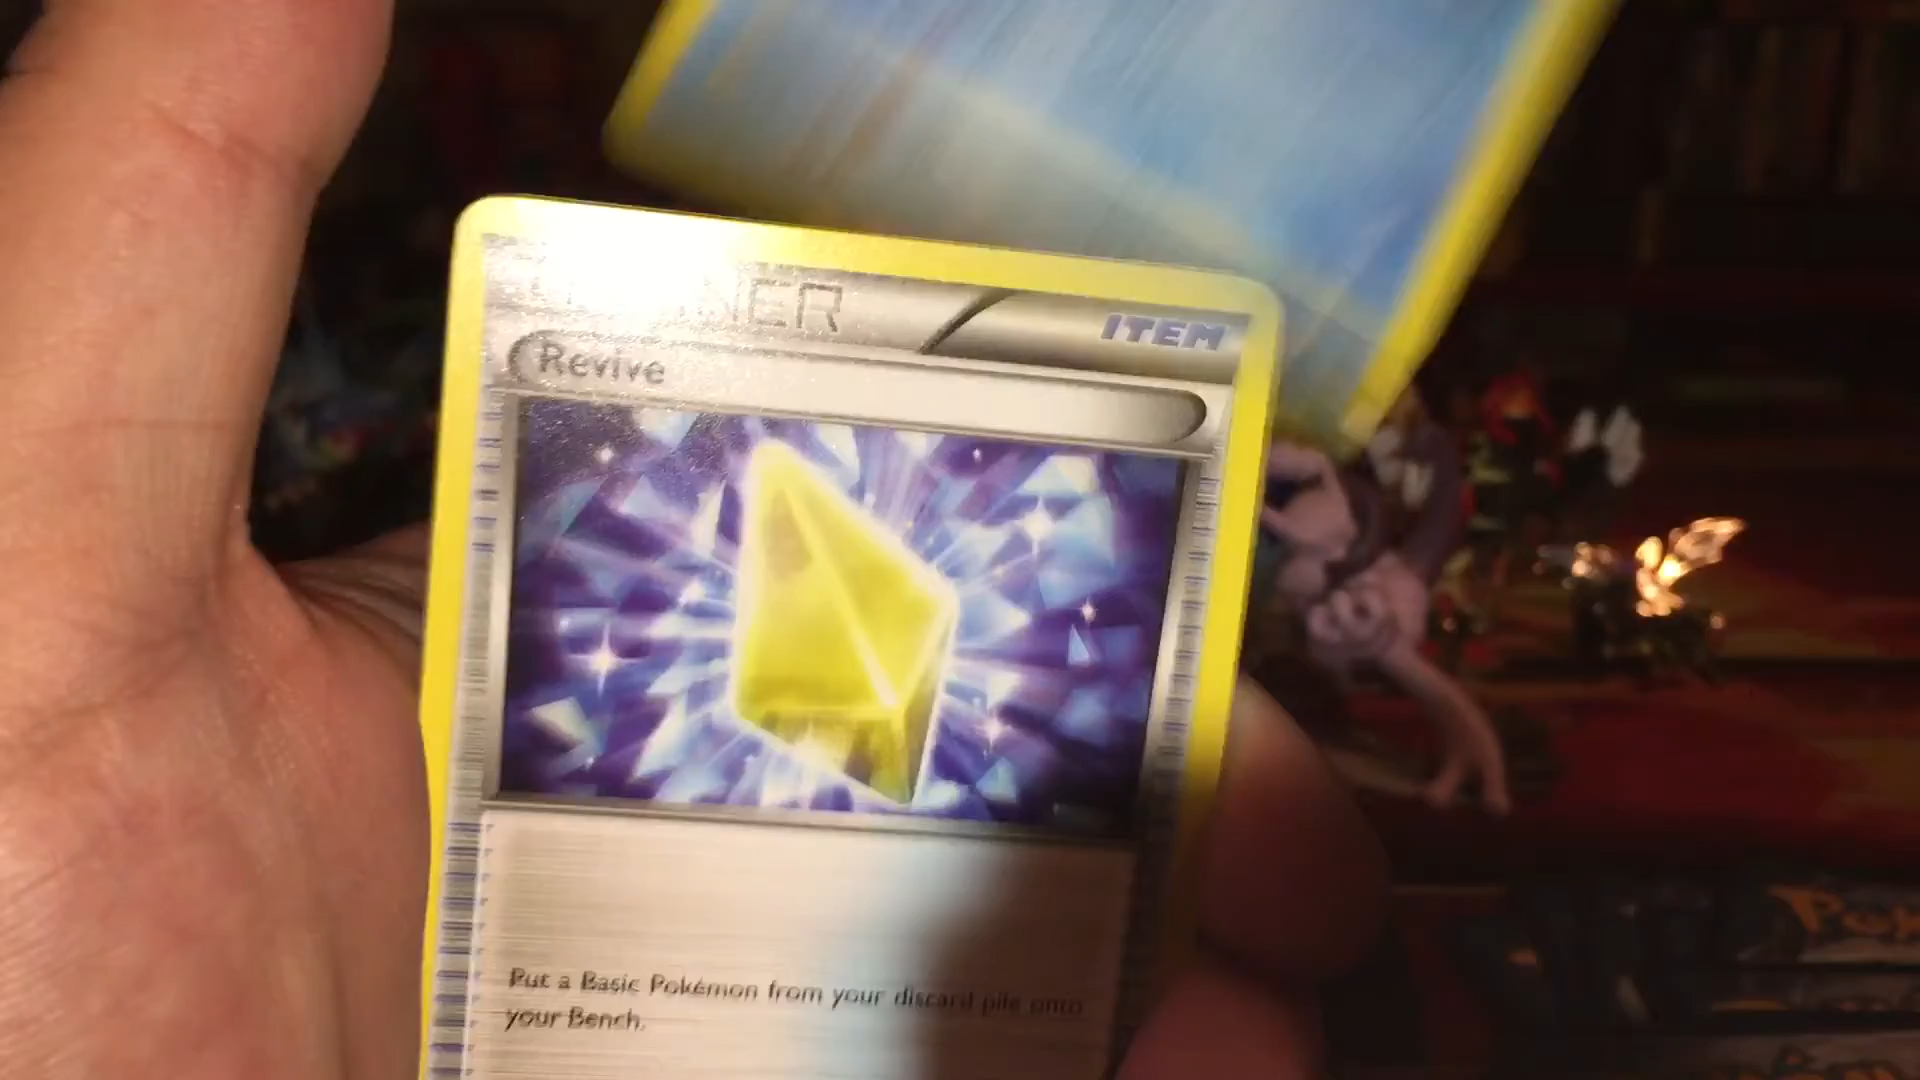 ITEM
Revive
Put a Basic Pokémon from your discard pile onto
your Bench.